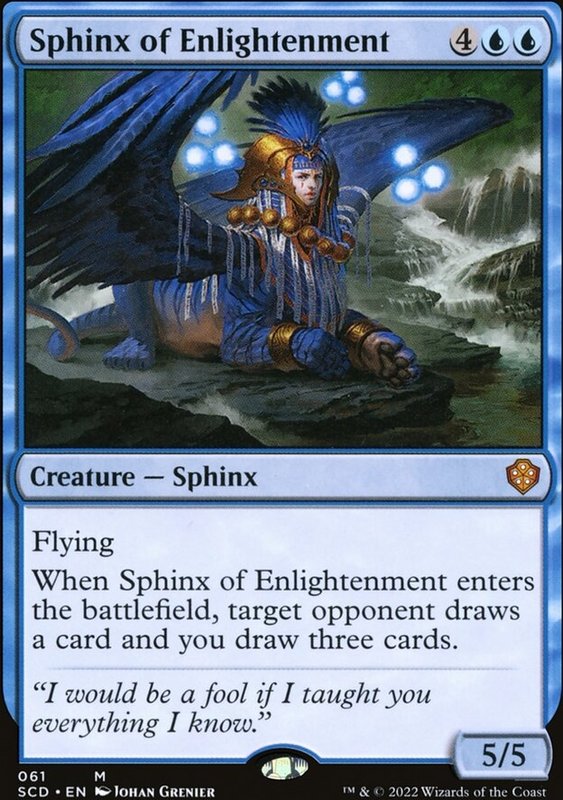 Sphinx of Enlightenment 4
Creature — Sphinx
Flying
When Sphinx of Enlightenment enters
the battlefield, target opponent draws
a card and you draw three cards.
“I would be a fool if I taught you
everything I know.”
5/5
061 M
SCD • EN Johan Grenier
™ & © 2022 Wizards of the Coast